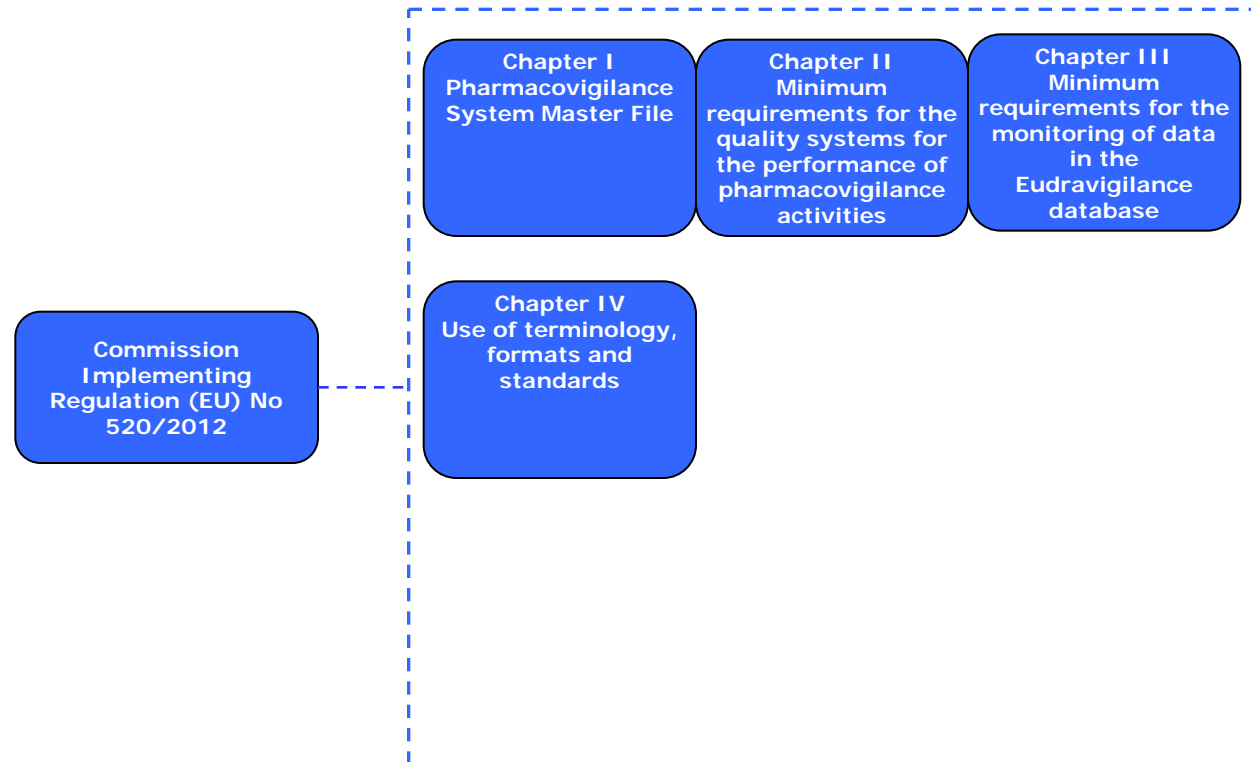 Chapter I
Pharmacovigilance
System Master File
Chapter II
Minimum
requirements for the
quality systems for
the performance of
pharmacovigilance
activities
Chapter III
Minimum
requirements for the
monitoring of data
in the
Eudravigilance
database
Chapter IV
Use of terminology,
formats and
standards
Commission
Implementing
Regulation (EU) No
520/2012